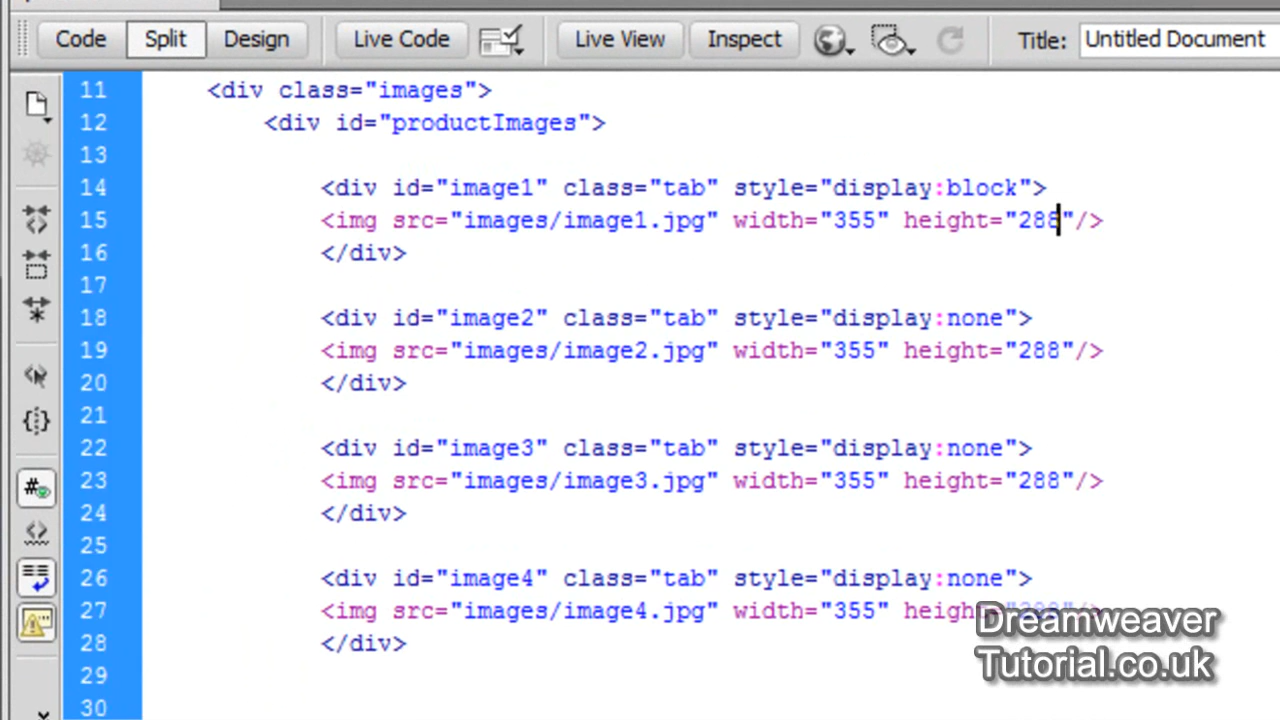 Code Split Design Live Code Live View Inspect Title: Untitled Document
11 <div class="images">
12 <div id="productImages">
13
14 <div id="image1" class="tab" style="display:block">
15 <img src="images/image1.jpg" width="355" height="288"/>
16 </div>
17
18 <div id="image2" class="tab" style="display:none">
19 <img src="images/image2.jpg" width="355" height="288"/>
20 </div>
21
22 <div id="image3" class="tab" style="display:none">
23 <img src="images/image3.jpg" width="355" height="288"/>
24 </div>
25
26 <div id="image4" class="tab" style="display:none">
27 <img src="images/image4.jpg" width="355" height="288"/>
28 </div>
29
30
Dreamweaver
Tutorial.co.uk